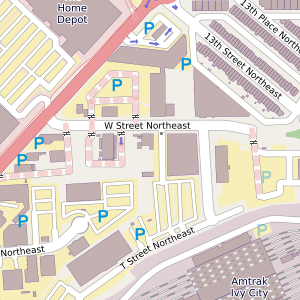 Home
Depot
13th Place Northeast
13th Street Northeast
P
P
P
W Street Northeast
P
P
P
P
P
P
P
Northeast
T Street Northeast
Amtrak
Ivy City